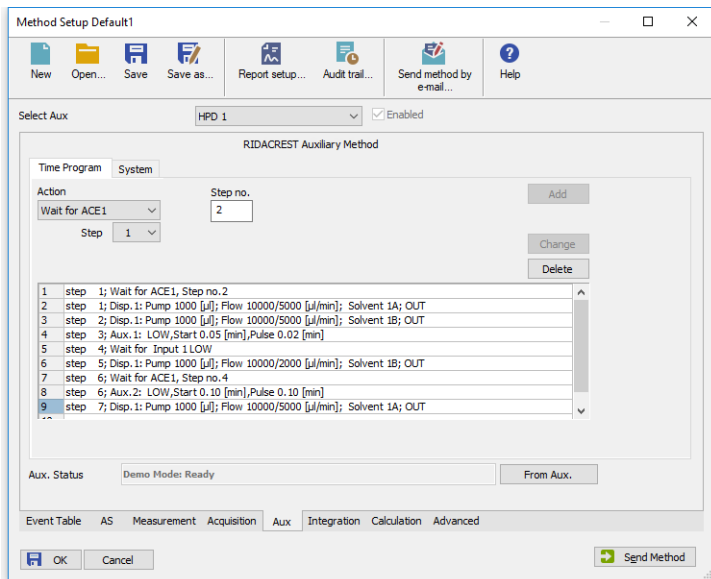 Method Setup Default1
New Open... Save Save as... Report setup... Audit trail... Send method by e-mail... Help
Select Aux HPD 1 Enabled
RIDACREST Auxiliary Method
Time Program System
Action Step no. Add
Wait for ACE1 2
Step 1
Change
Delete
1 step 1; Wait for ACE1, Step no.2
2 step 1; Disp.1: Pump 1000 [µl]; Flow 10000/5000 [µl/min]; Solvent 1A; OUT
3 step 2; Disp.1: Pump 1000 [µl]; Flow 10000/5000 [µl/min]; Solvent 1B; OUT
4 step 3; Aux.1: LOW,Start 0.05 [min],Pulse 0.02 [min]
5 step 4; Wait for Input 1 LOW
6 step 5; Disp.1: Pump 1000 [µl]; Flow 10000/2000 [µl/min]; Solvent 1B; OUT
7 step 6; Wait for ACE1, Step no.4
8 step 6; Aux.2: LOW,Start 0.10 [min],Pulse 0.10 [min]
9 step 7; Disp.1: Pump 1000 [µl]; Flow 10000/5000 [µl/min]; Solvent 1A; OUT
Aux. Status Demo Mode: Ready From Aux.
Event Table AS Measurement Acquisition Aux Integration Calculation Advanced
OK Cancel Send Method